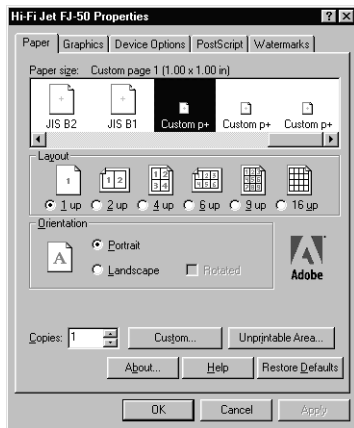 Hi-Fi Jet FJ-50 Properties
Paper Graphics Device Options PostScript Watermarks
Paper size: Custom page 1 (1.00 x 1.00 in)
JIS B2 JIS B1 Custom p+ Custom p+ Custom p+
Layout
1 1 2 1 2 3 4 1 2 3 4 5 6
1 up 2 up 4 up 6 up 9 up 16 up
Orientation
A Portrait
Landscape Rotated
Adobe
Copies: 1 Custom... Unprintable Area...
About... Help Restore Defaults
OK Cancel Apply